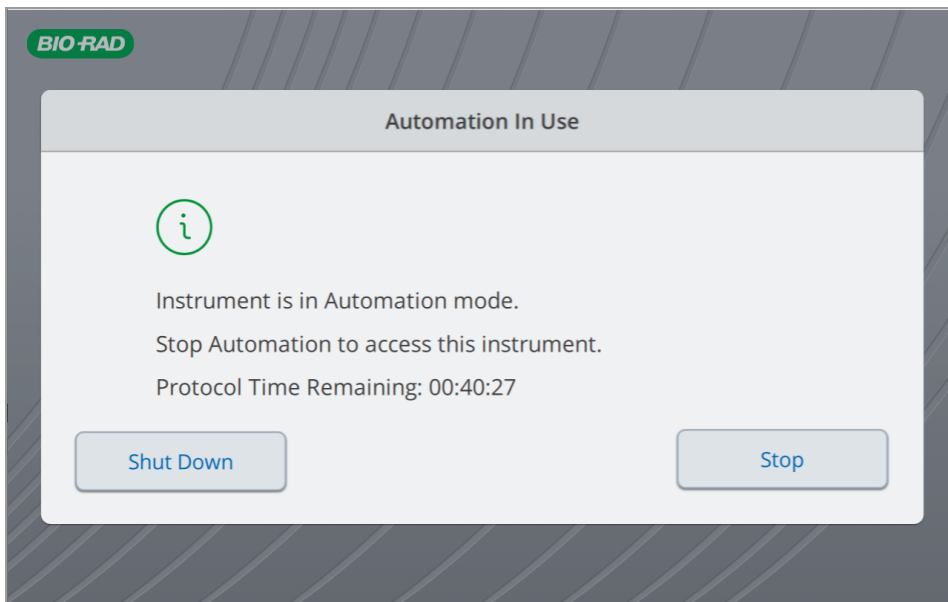 BIO-RAD
Automation In Use
i
Instrument is in Automation mode.
Stop Automation to access this instrument.
Protocol Time Remaining: 00:40:27
Shut Down
Stop